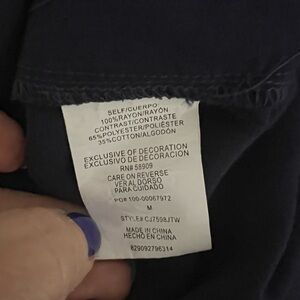 SELF/CUERPO
100%RAYON/RAYÓN
CONTRAST/CONTRASTE
65%POLYESTER/POLIÉSTER
35%COTTON/ALGODÓN
EXCLUSIVE OF DECORATION
EXCLUSIVO DE DECORACIÓN
RN# 58909
CARE ON REVERSE
VER AL DORSO
PARA CUIDADO
PO# 100-00067972
M
STYLE# CJ7598JTW
MADE IN CHINA
HECHO EN CHINA
829092796314